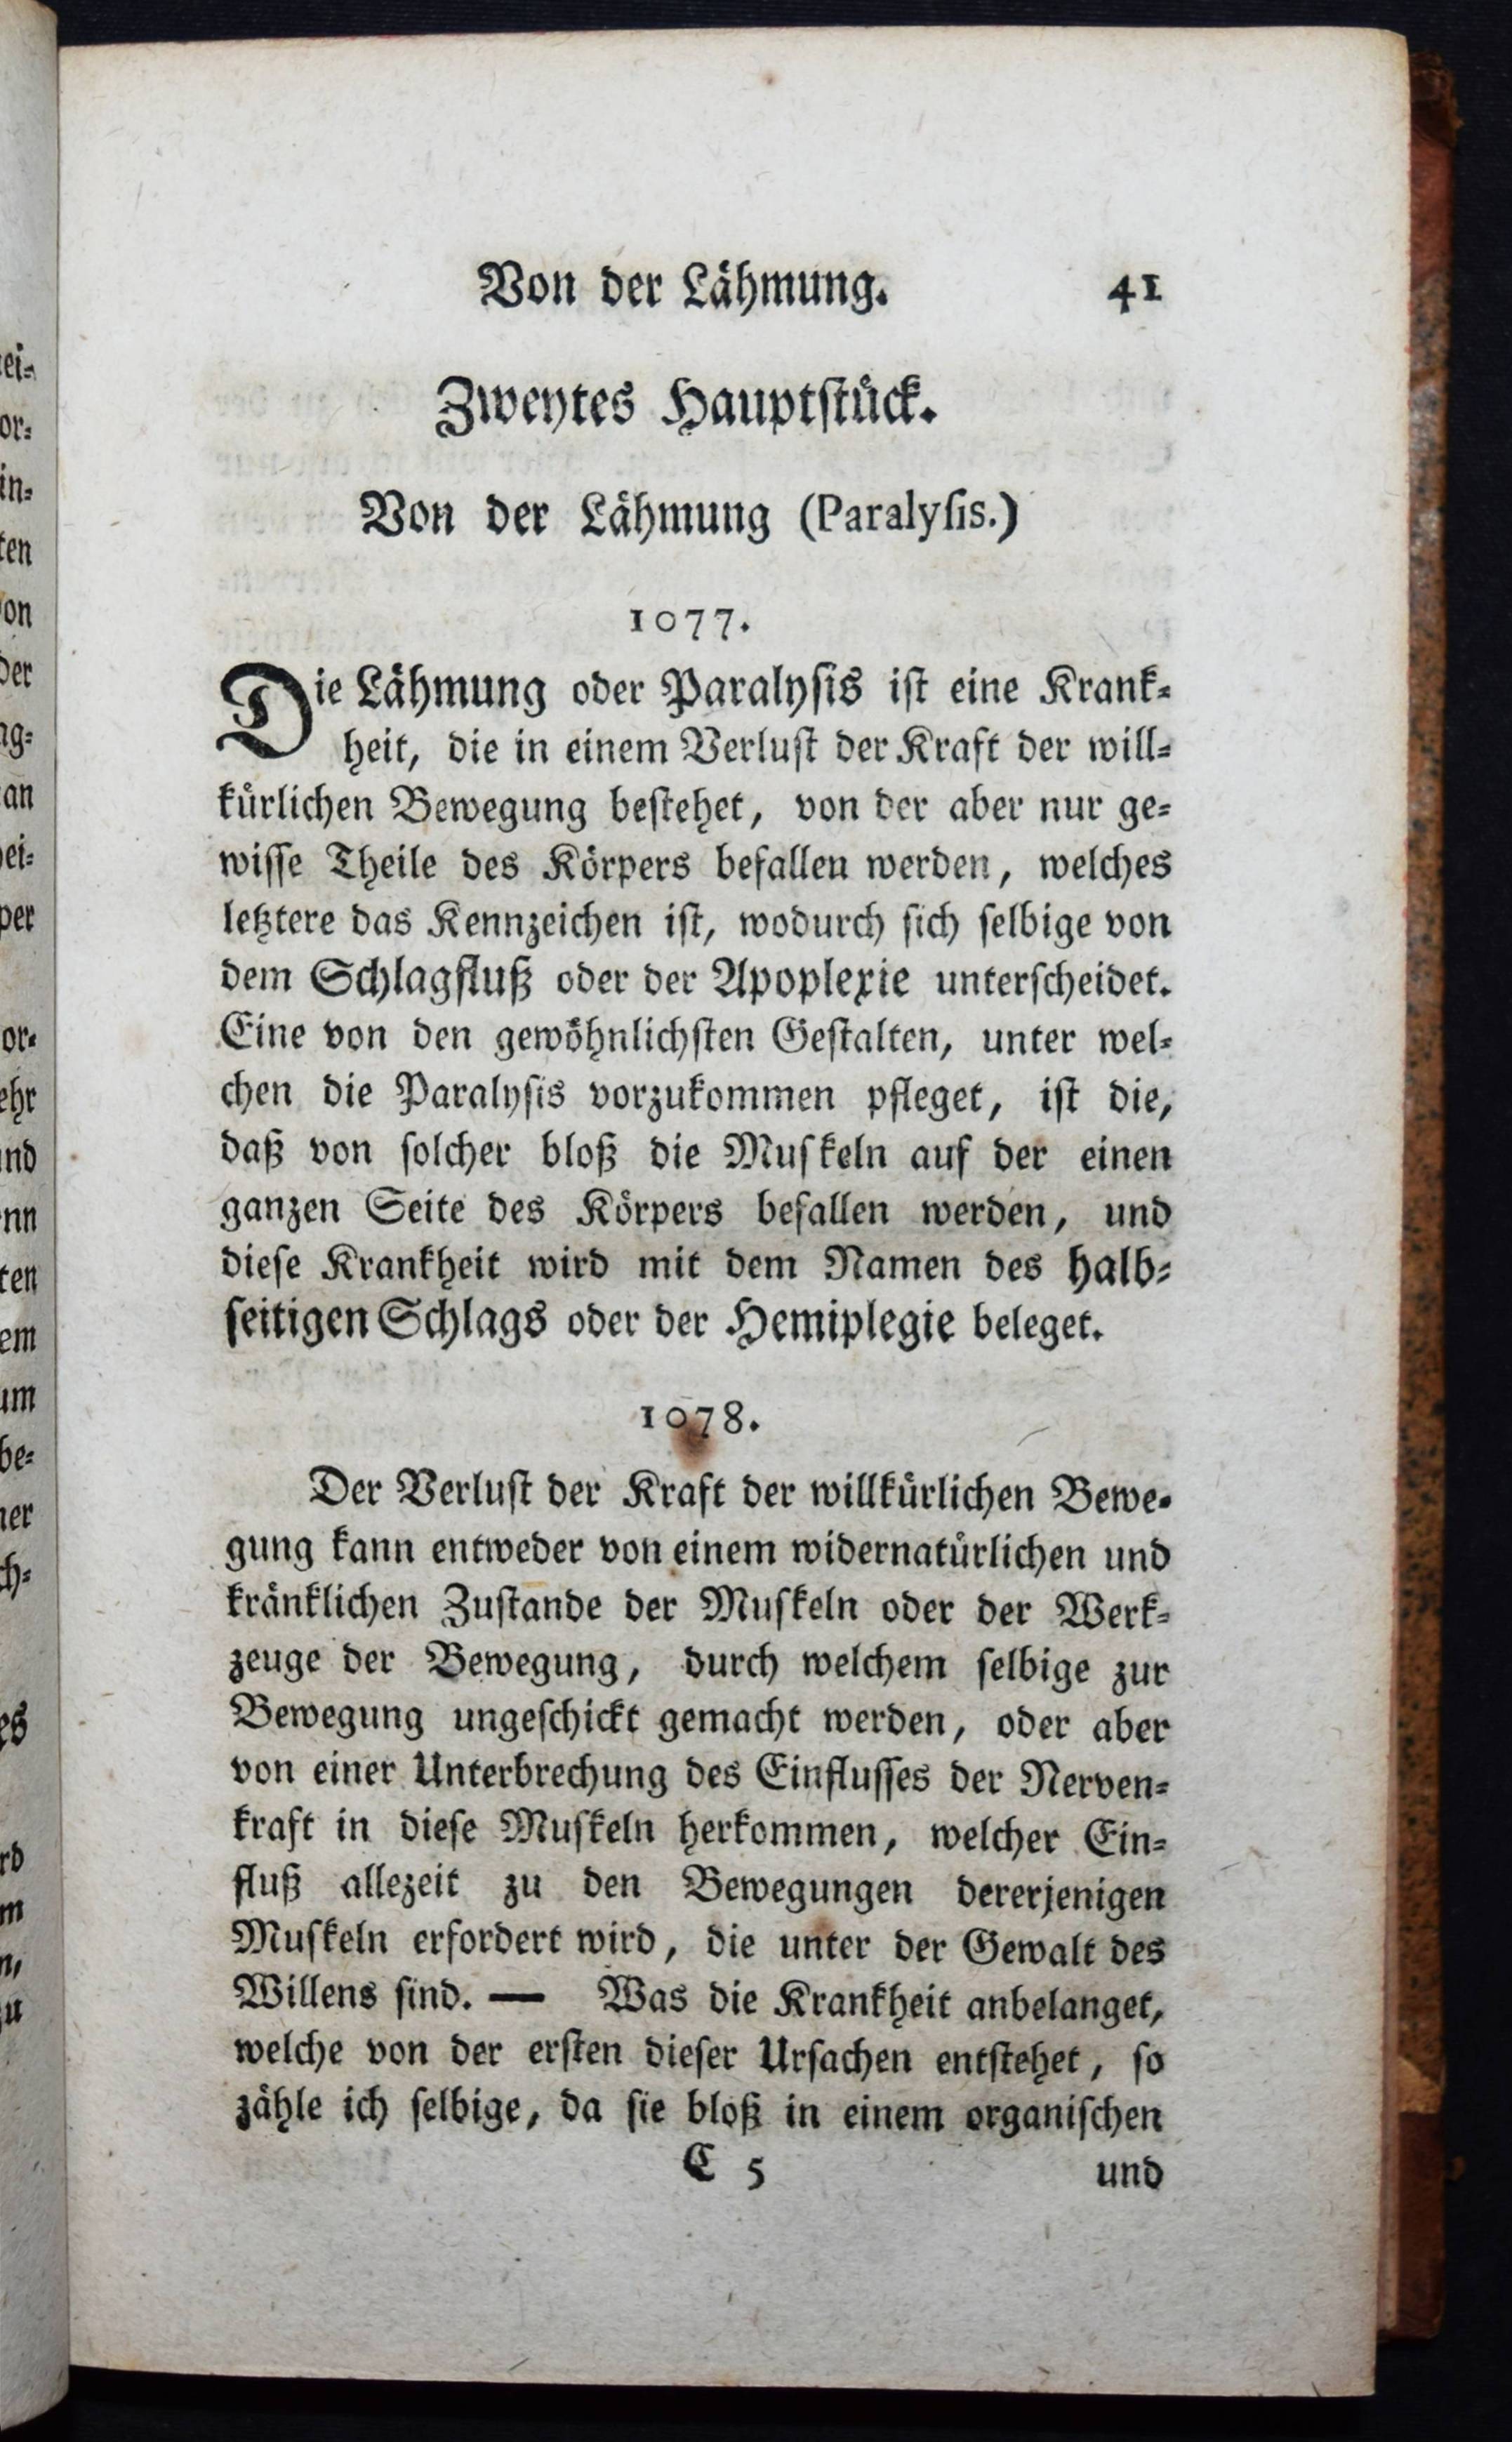 Von der Lähmung. 41
Zweytes Hauptstück.
Von der Lähmung (Paralysis.)
1077.
Die Lähmung oder Paralysis ist eine Krank-
heit, die in einem Verlust der Kraft der will-
kürlichen Bewegung bestehet, von der aber nur ge-
wisse Theile des Körpers befallen werden, welches
letztere das Kennzeichen ist, wodurch sich selbige von
dem Schlagfluß oder der Apoplexie unterscheidet.
Eine von den gewöhnlichsten Gestalten, unter wel-
chen die Paralysis vorzukommen pfleget, ist die,
daß von solcher bloß die Muskeln auf der einen
ganzen Seite des Körpers befallen werden, und
diese Krankheit wird mit dem Namen des halb-
seitigen Schlags oder der Hemiplegie beleget.
1078.
Der Verlust der Kraft der willkürlichen Bewe-
gung kann entweder von einem widernatürlichen und
kränklichen Zustande der Muskeln oder der Werk-
zeuge der Bewegung, durch welchem selbige zur
Bewegung ungeschickt gemacht werden, oder aber
von einer Unterbrechung des Einflusses der Nerven-
kraft in diese Muskeln herkommen, welcher Ein-
fluß allezeit zu den Bewegungen dererjenigen
Muskeln erfordert wird, die unter der Gewalt des
Willens sind. — Was die Krankheit anbelanget,
welche von der ersten dieser Ursachen entstehet, so
zähle ich selbige, da sie bloß in einem organischen
C 5 und